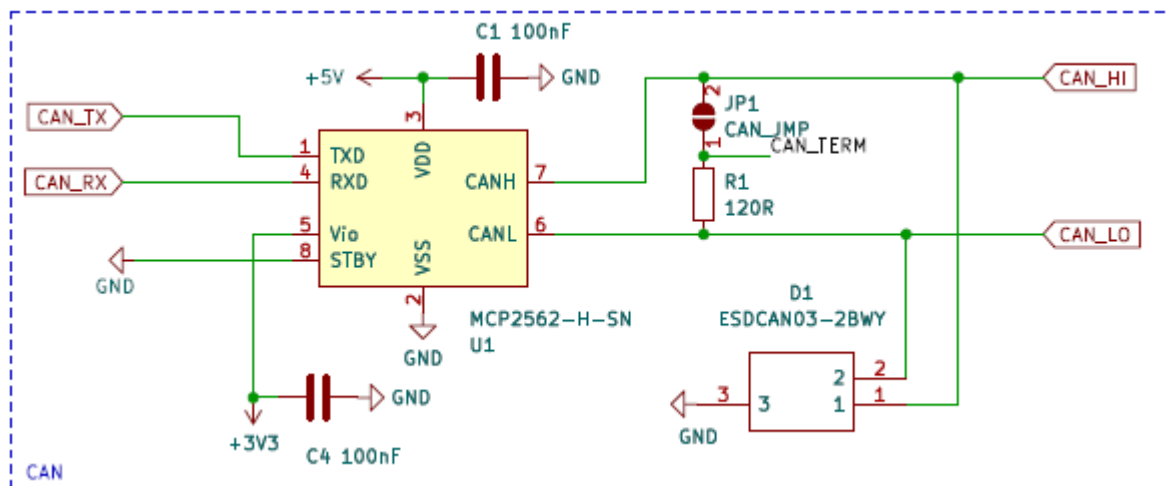 C1 100nF
+5V
GND
CAN_TX
CAN_HI
2
JP1
CAN_JMP
1
CAN_TERM
3
1
TXD
VDD
4
RXD
CANH
7
CAN_RX
R1
120R
5
Vio
CANL
6
CAN_LO
8
STBY
VSS
GND
2
GND
MCP2562-H-SN
U1
D1
ESDCAN03-2BWY
2
2
3
3
1
1
GND
GND
+3V3
C4 100nF
CAN